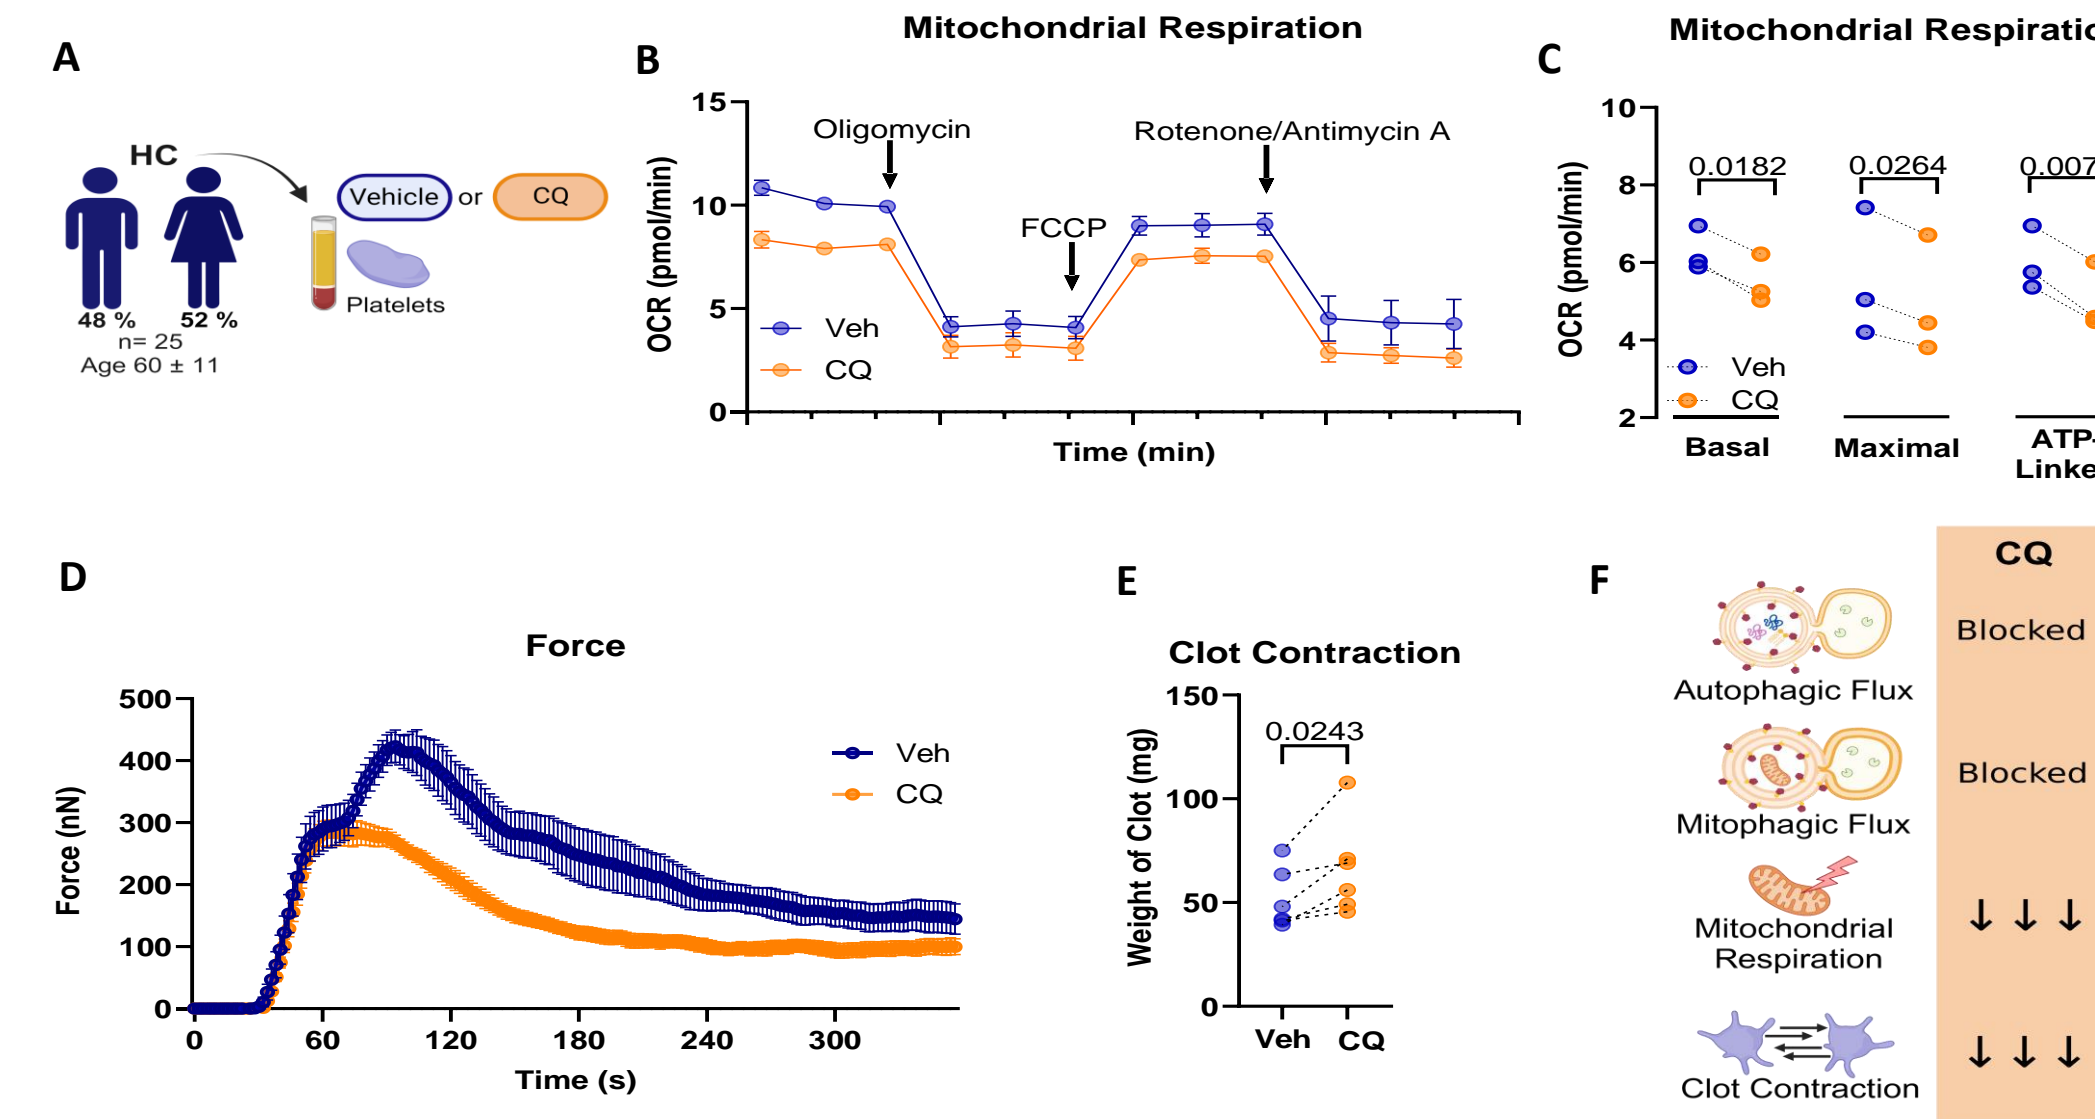 A
HC
Vehicle or CQ
Platelets
48 % 52 %
n= 25
Age 60 ± 11
B
Mitochondrial Respiration
OCR (pmol/min)
15
10
5
0
Oligomycin
FCCP
Rotenone/Antimycin A
Veh
CQ
Time (min)
C
Mitochondrial Respiratio
OCR (pmol/min)
10
8
6
4
2
0.0182
0.0264
0.007
Veh
CQ
Basal
Maximal
ATP-
Linke
D
Force
Force (nN)
500
400
300
200
100
0
Veh
CQ
0 60 120 180 240 300
Time (s)
E
Clot Contraction
Weight of Clot (mg)
150
100
50
0
0.0243
Veh CQ
F
CQ
Blocked
Autophagic Flux
Blocked
Mitophagic Flux
↓ ↓ ↓
Mitochondrial
Respiration
↓ ↓ ↓
Clot Contraction